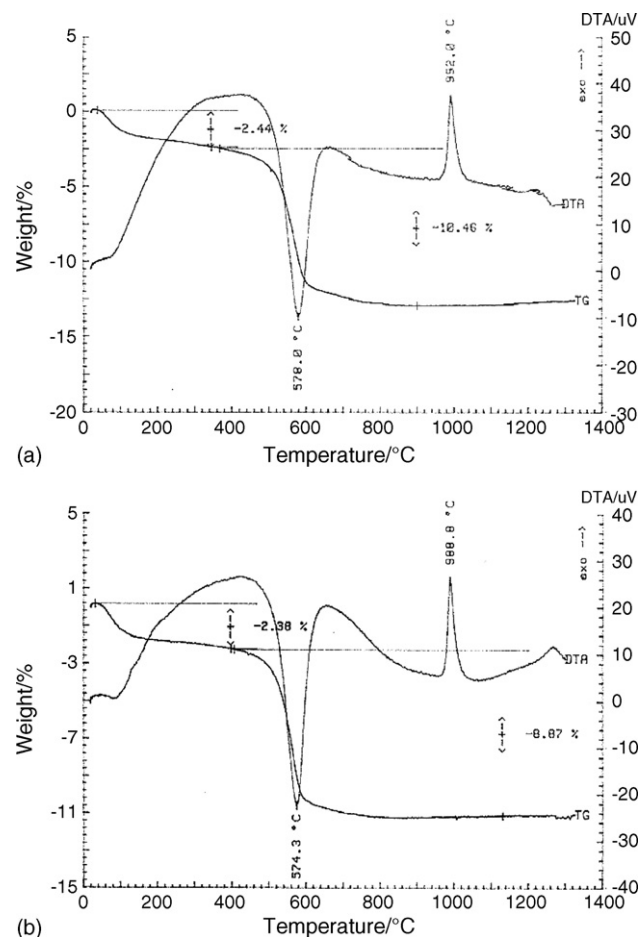 DTA/uV
5
0
-5
-10
-15
-20
Weight/%
50
40
30
20
10
0
-10
-20
-30
exo -->
992.0 °C
-2.44 %
-10.46 %
578.0 °C
DTA
TG
0
200
400
600
800
1000
1200
1400
(a)
Temperature/°C
DTA/uV
5
1
-3
-7
-11
-15
Weight/%
40
30
20
10
0
-10
-20
-30
-40
exo -->
988.8 °C
-2.38 %
-8.87 %
574.3 °C
DTA
TG
0
200
400
600
800
1000
1200
1400
(b)
Temperature/°C